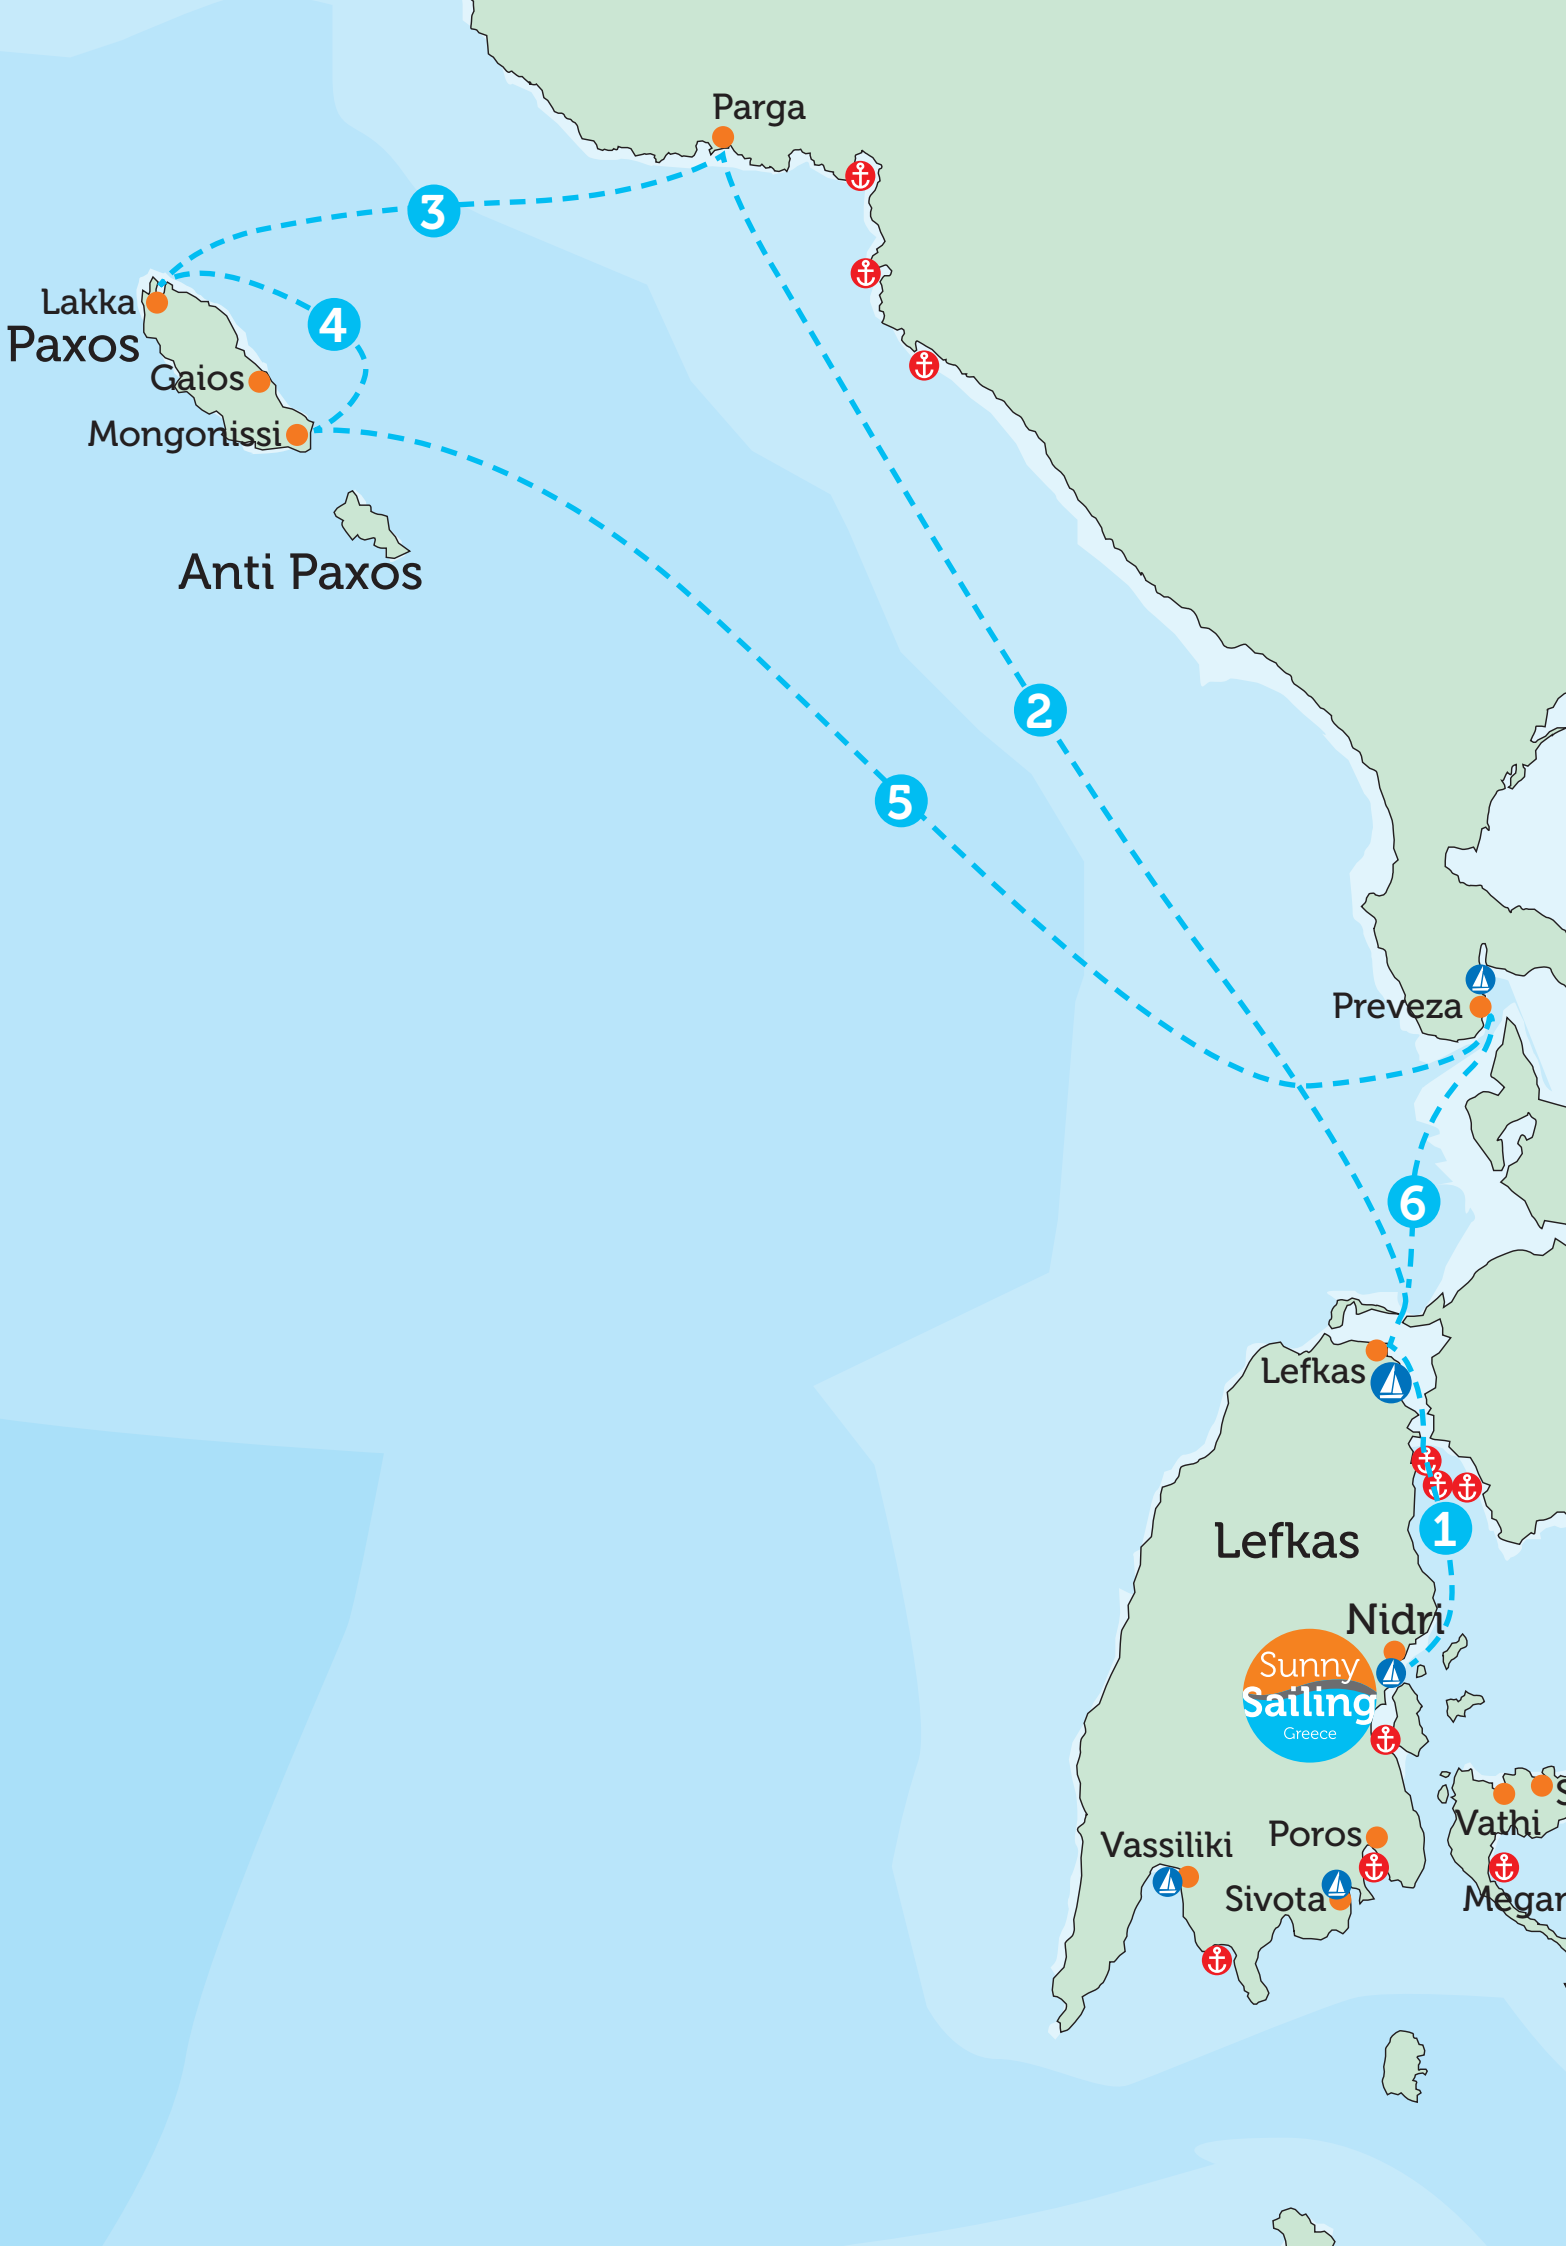 Parga
3
Lakka
4
Paxos
Gaios
Mongonissi
Anti Paxos
2
5
Preveza
6
Lefkas
1
Lefkas
Nidri
Sunny
Sailing
Greece
S
Vathi
Poros
Vassiliki
Sivota
Megan